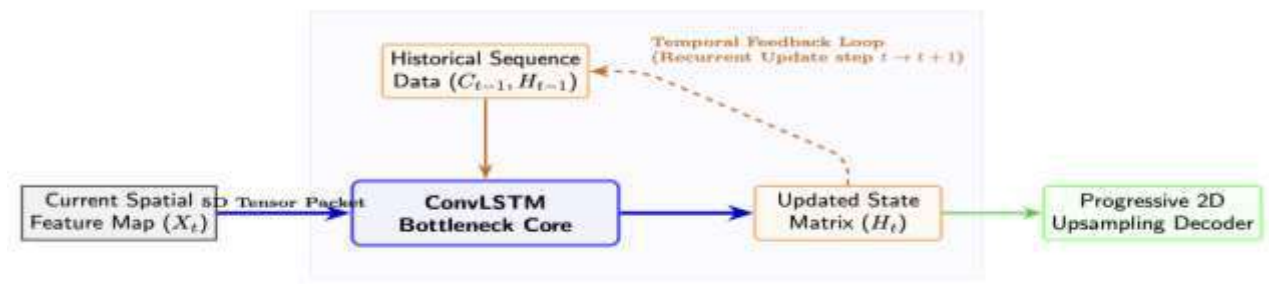 Temporal Feedback Loop
(Recurrent Update step t → t + 1)
Historical Sequence
Data (C_{t−1}, H_{t−1})
Current Spatial
Feature Map (X_t)
5D Tensor Packet
ConvLSTM
Bottleneck Core
Updated State
Matrix (H_t)
Progressive 2D
Upsampling Decoder